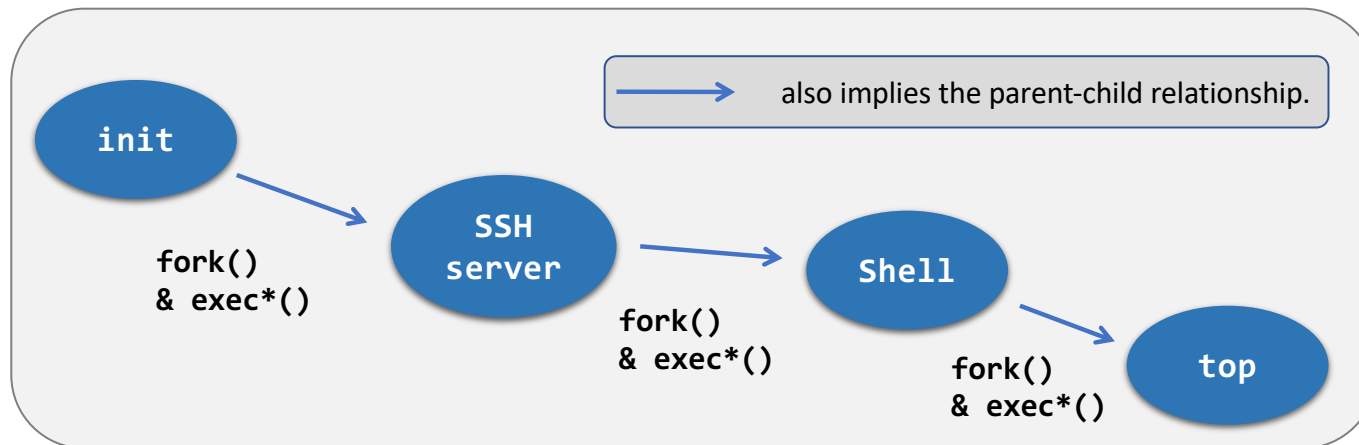 also implies the parent-child relationship.
init
SSH
server
fork()
& exec*()
Shell
fork()
& exec*()
top
fork()
& exec*()